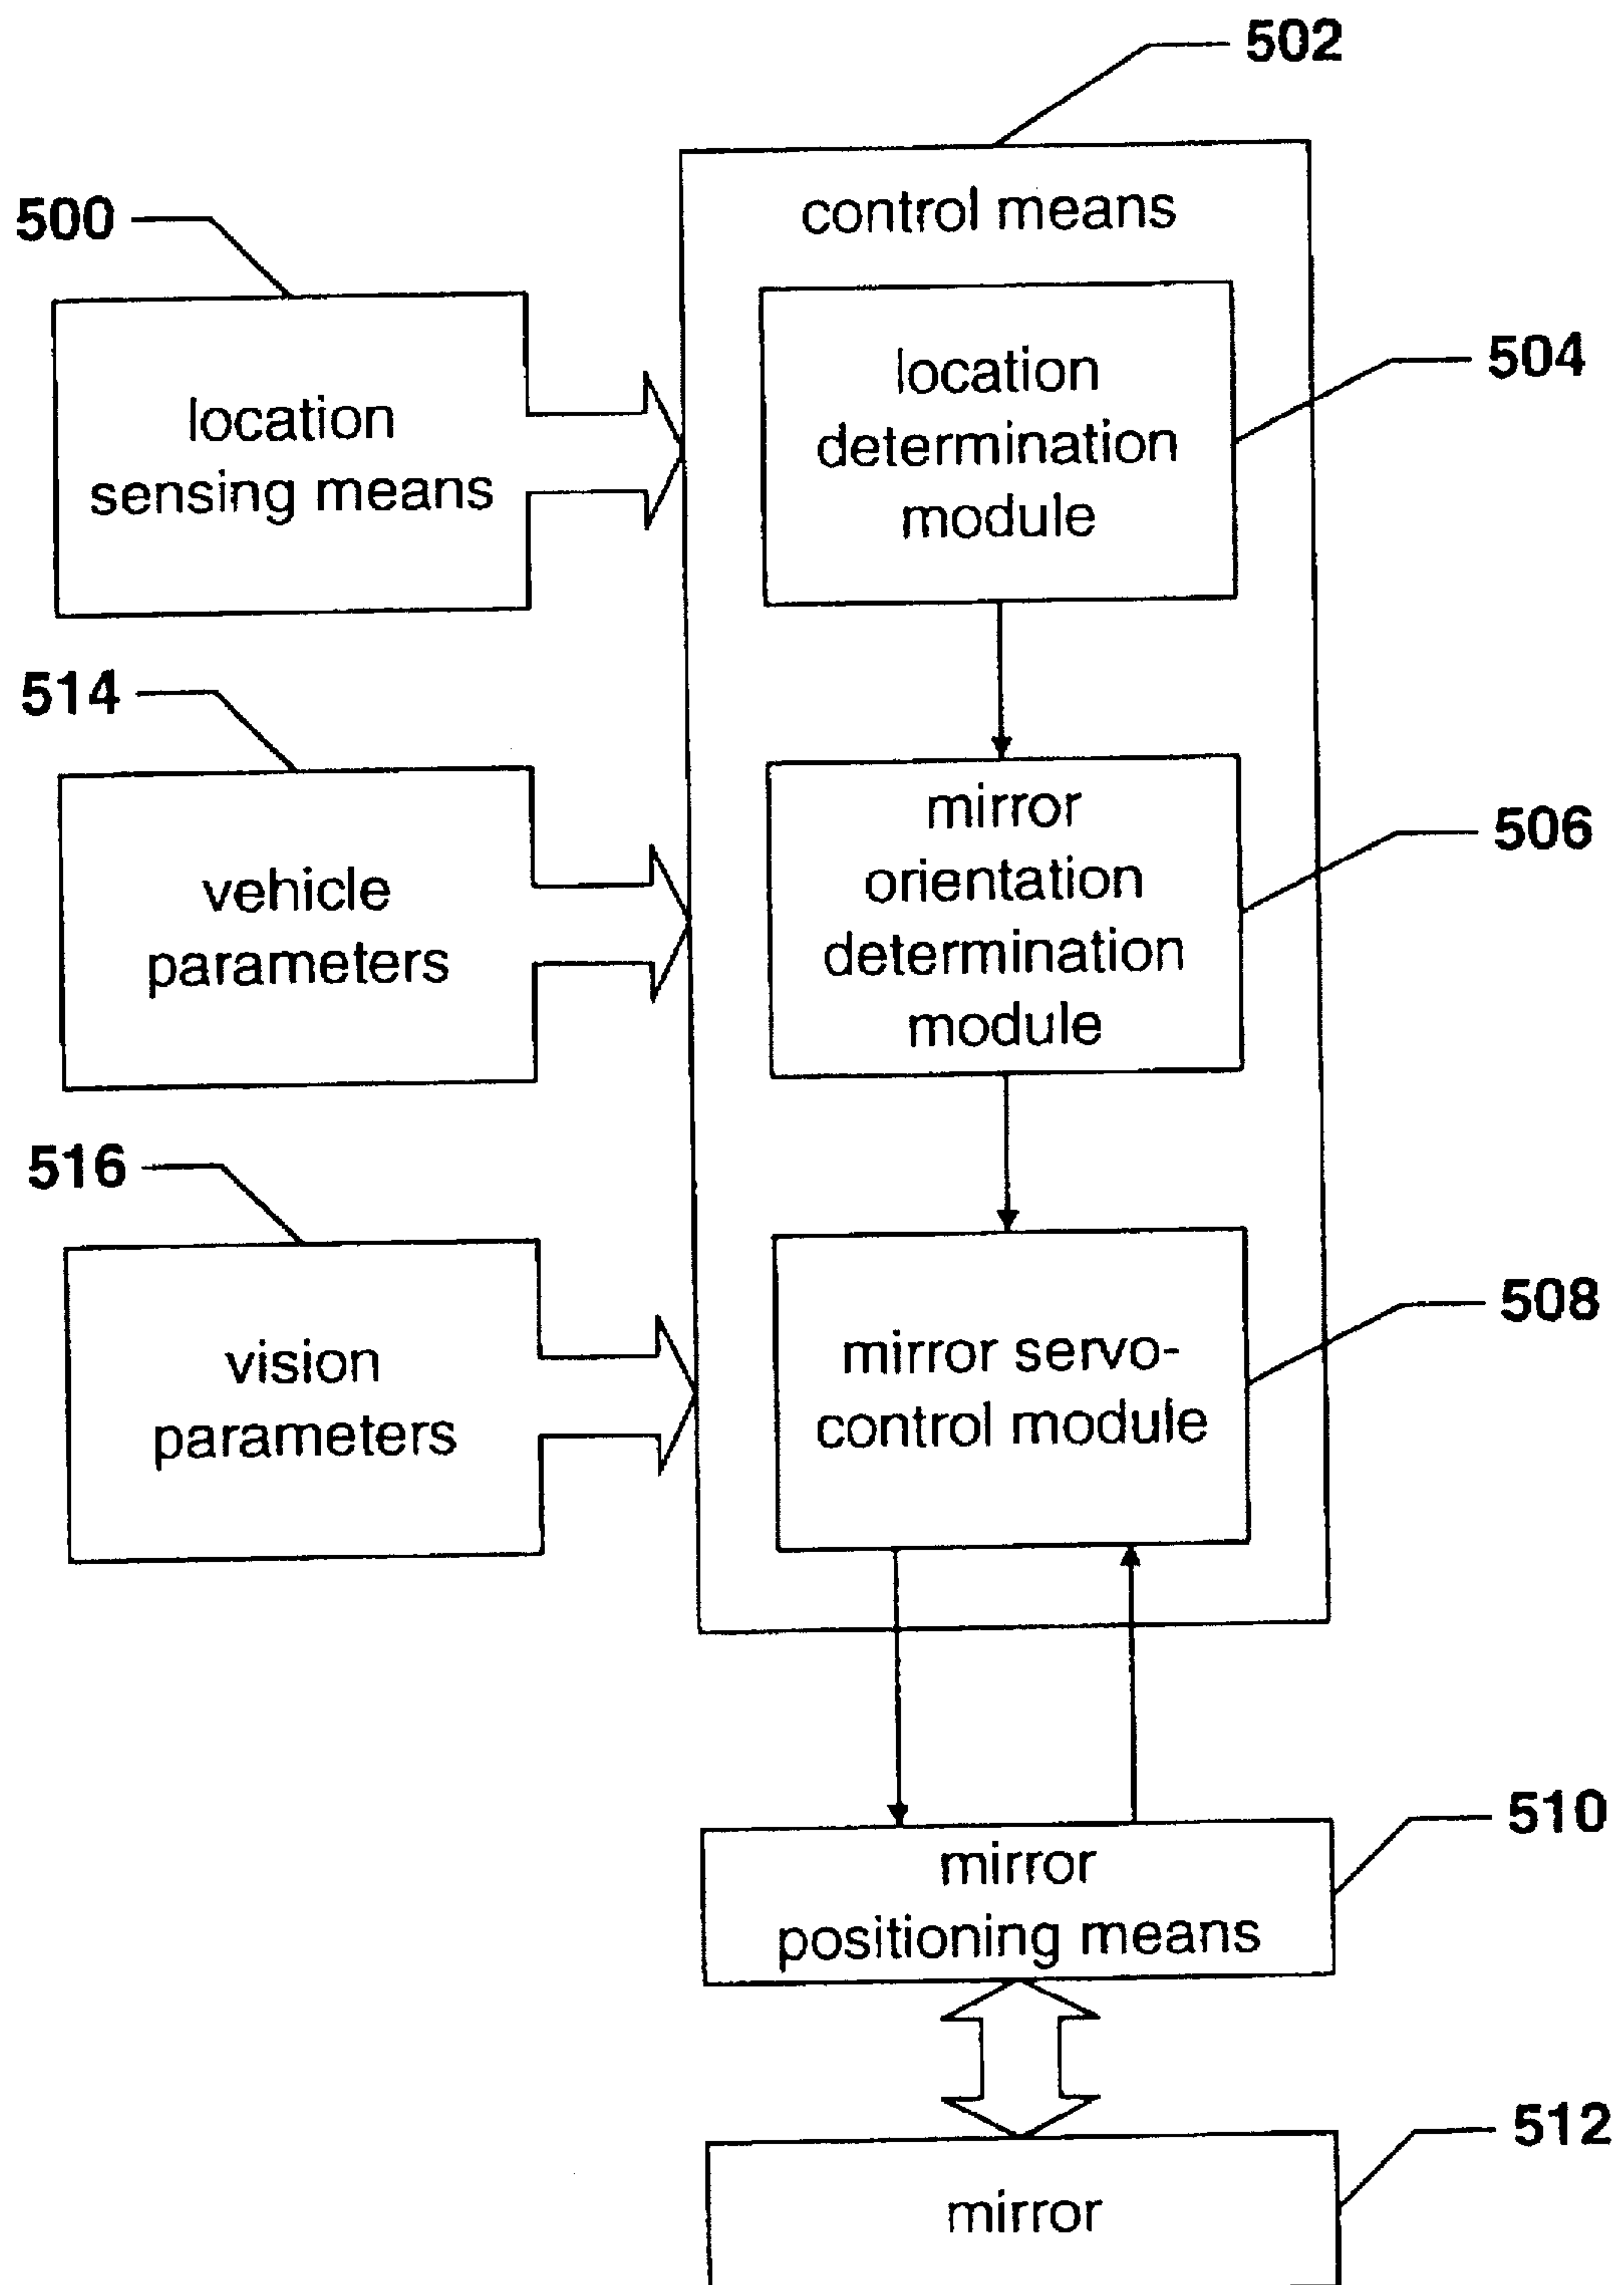 502
control means
500
location
sensing means
location
determination
module
504
514
vehicle
parameters
mirror
orientation
determination
module
506
516
vision
parameters
mirror servo-
control module
508
mirror
positioning means
510
mirror
512